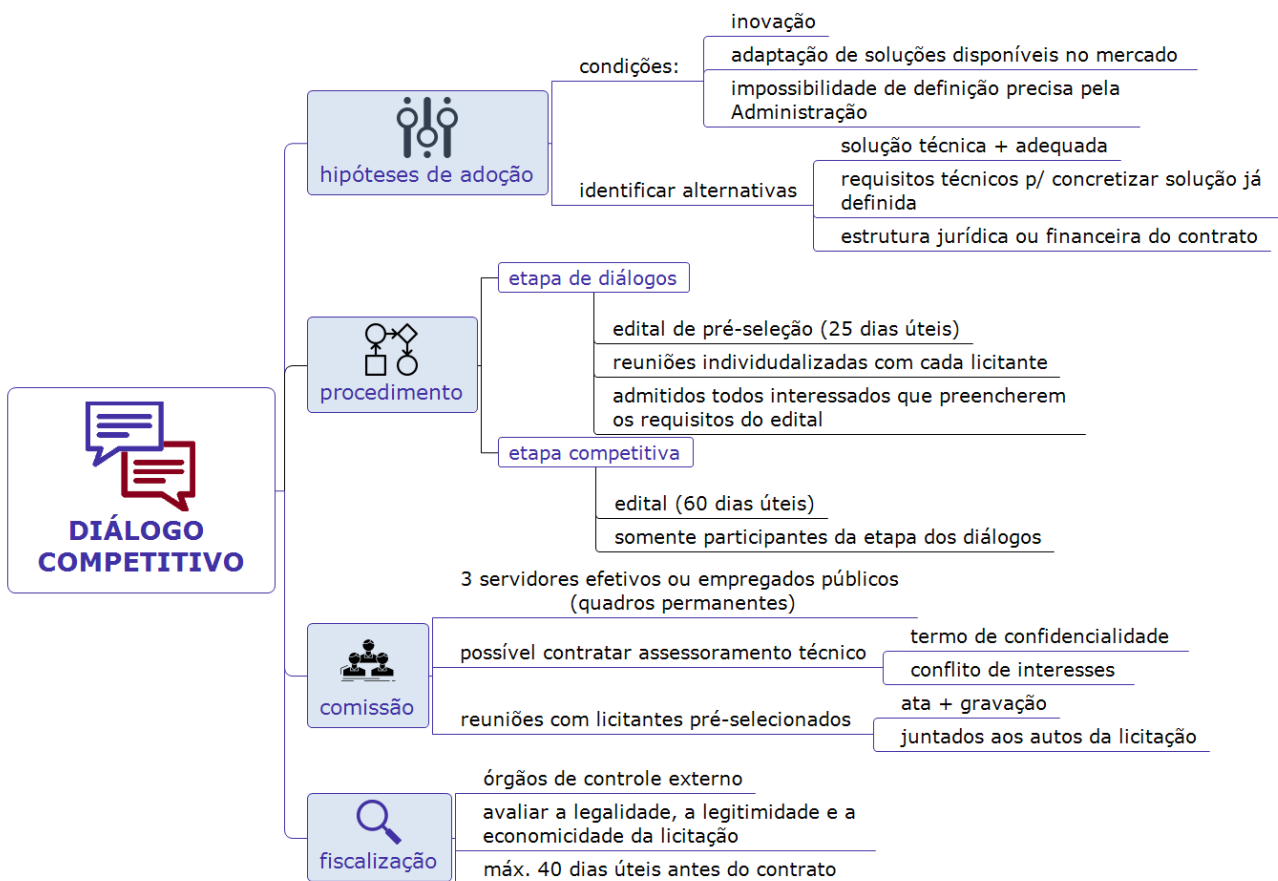 DIÁLOGO
COMPETITIVO
hipóteses de adoção
condições:
inovação
adaptação de soluções disponíveis no mercado
impossibilidade de definição precisa pela
Administração
identificar alternativas
solução técnica + adequada
requisitos técnicos p/ concretizar solução já
definida
estrutura jurídica ou financeira do contrato
procedimento
etapa de diálogos
edital de pré-seleção (25 dias úteis)
reuniões individudalizadas com cada licitante
admitidos todos interessados que preencherem
os requisitos do edital
etapa competitiva
edital (60 dias úteis)
somente participantes da etapa dos diálogos
comissão
3 servidores efetivos ou empregados públicos
(quadros permanentes)
possível contratar assessoramento técnico
termo de confidencialidade
conflito de interesses
reuniões com licitantes pré-selecionados
ata + gravação
juntados aos autos da licitação
fiscalização
órgãos de controle externo
avaliar a legalidade, a legitimidade e a
economicidade da licitação
máx. 40 dias úteis antes do contrato